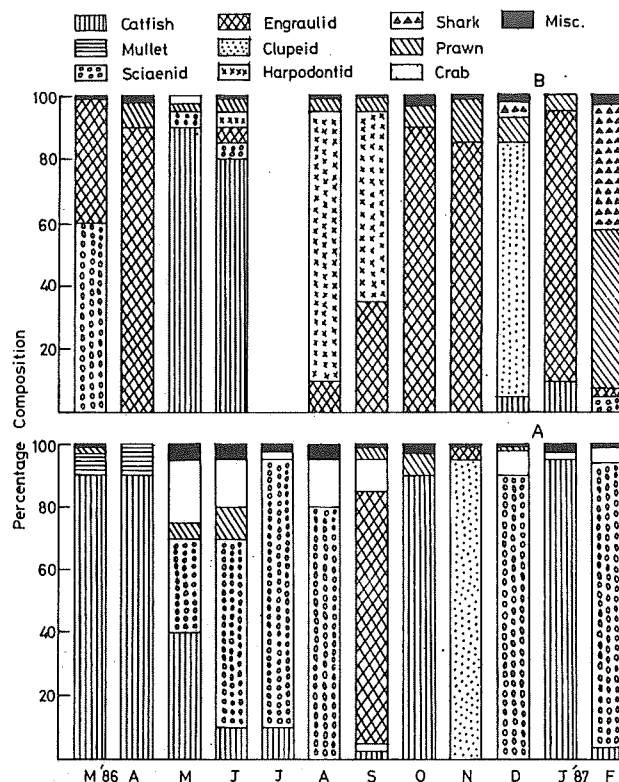 Catfish Engraulid Shark Misc.
Mullet Clupeid Prawn
Sciaenid Harpodontid Crab
B
100
80
60
40
20
A
100
80
60
40
20
Percentage Composition
M'86 A M J J A S O N D J'87 F